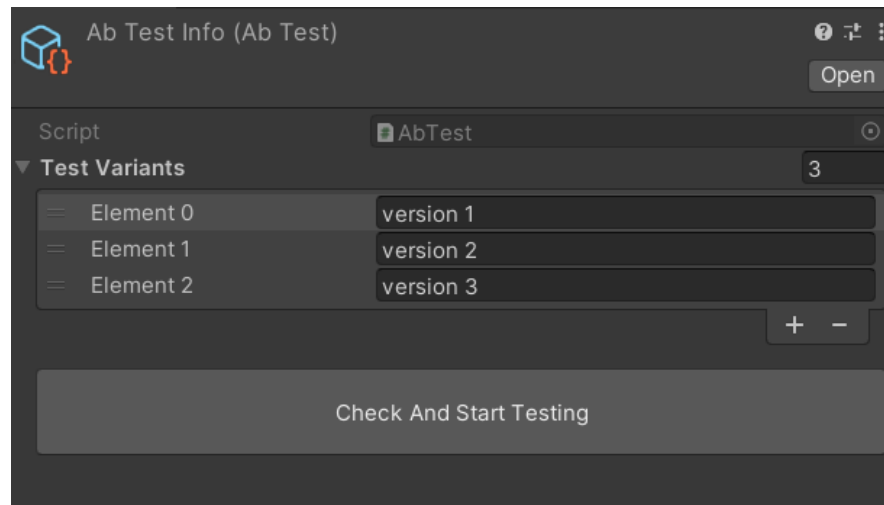 Ab Test Info (Ab Test)
Open
Script AbTest
Test Variants 3
Element 0 version 1
Element 1 version 2
Element 2 version 3
Check And Start Testing